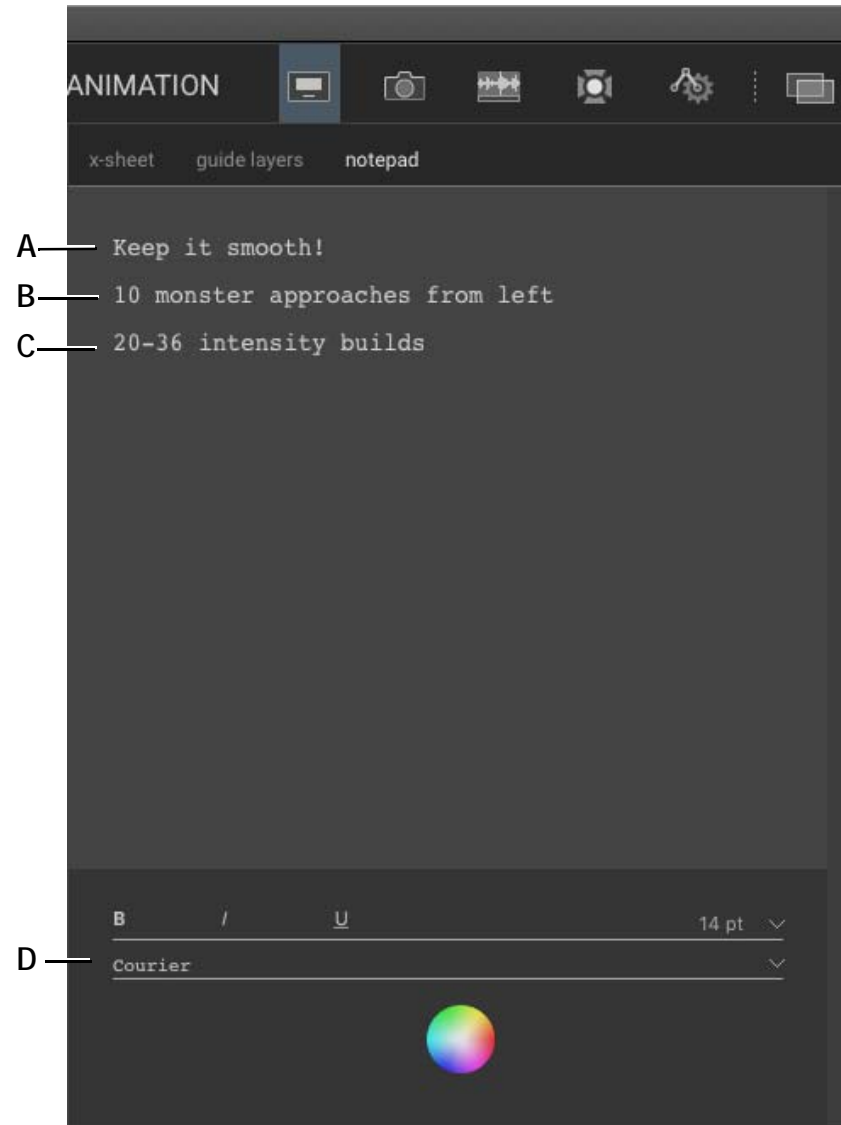 ANIMATION
x-sheet guide layers notepad
A Keep it smooth!
B 10 monster approaches from left
C 20-36 intensity builds
B I U 14 pt
D Courier